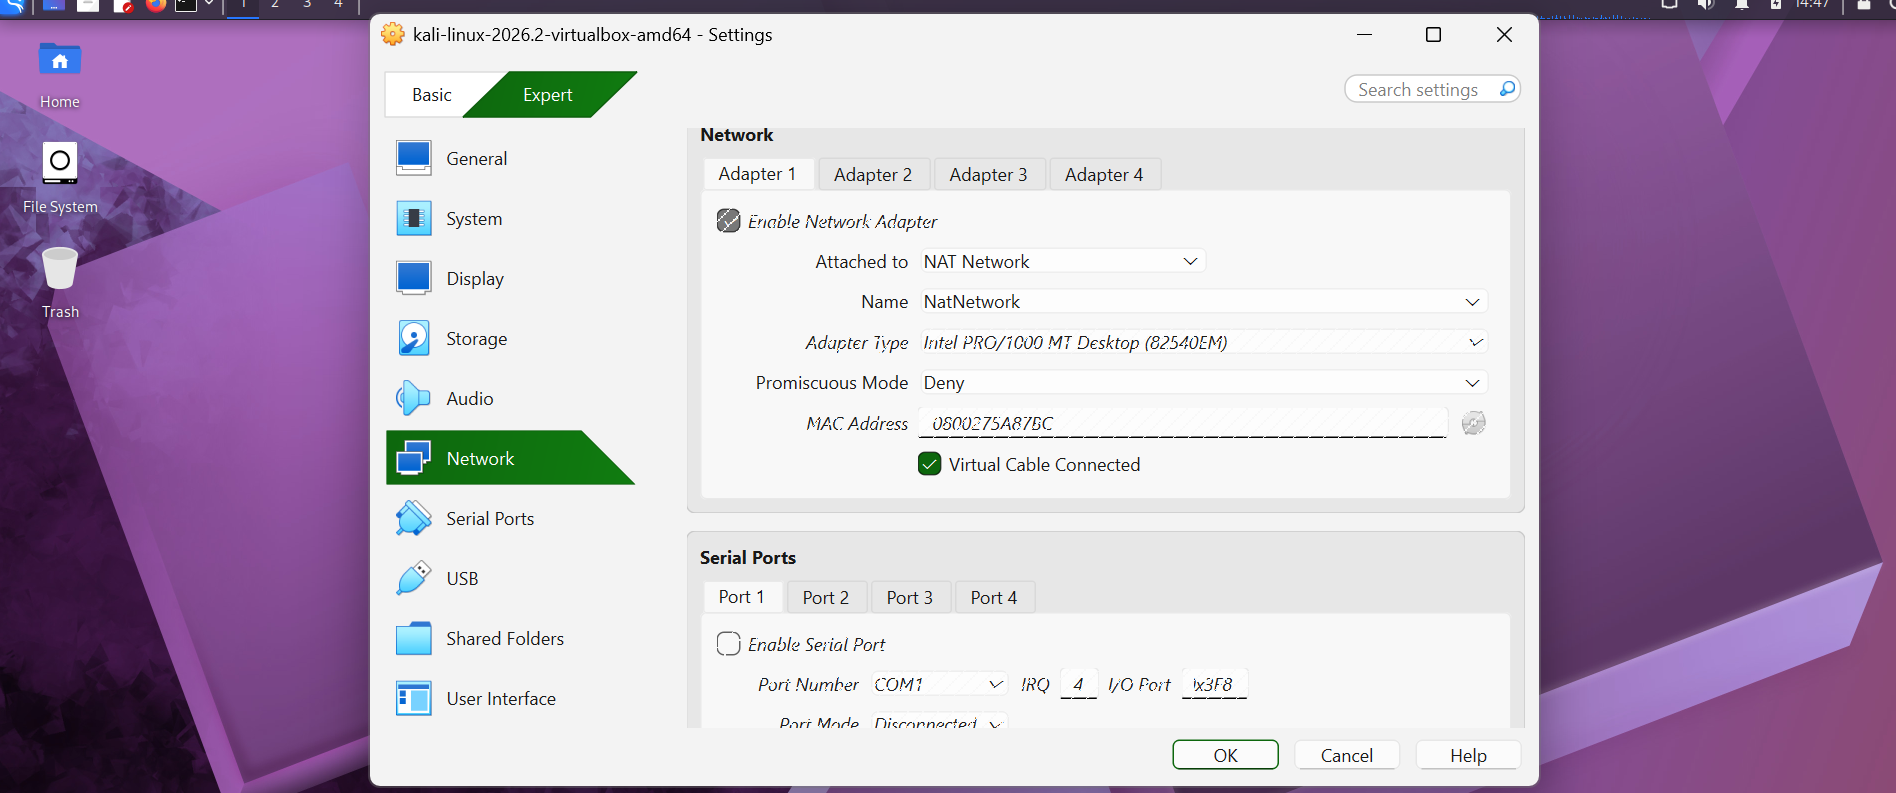 1 2 3 4
14:47
kali-linux-2026.2-virtualbox-amd64 - Settings
Home
File System
Trash
Basic
Expert
Search settings
General
System
Display
Storage
Audio
Network
Serial Ports
USB
Shared Folders
User Interface
Network
Adapter 1 Adapter 2 Adapter 3 Adapter 4
Enable Network Adapter
Attached to NAT Network
Name NatNetwork
Adapter Type Intel PRO/1000 MT Desktop (82540EM)
Promiscuous Mode Deny
MAC Address 0800275A87BC
Virtual Cable Connected
Serial Ports
Port 1 Port 2 Port 3 Port 4
Enable Serial Port
Port Number COM1 IRQ 4 I/O Port 0x3F8
Port Mode Disconnected
OK Cancel Help